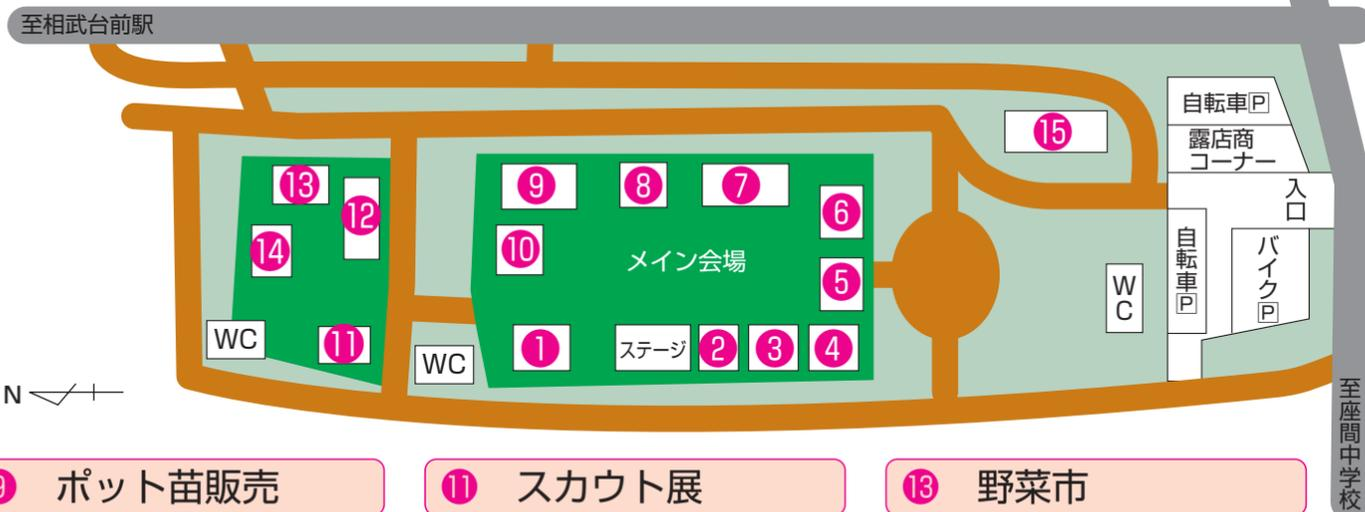 至相武台前駅
自転車P
⑮
露店商
コーナー
入口
⑬
⑫
⑭
⑪
WC
⑨
⑧
⑦
⑥
⑩
メイン会場
⑤
①
ステージ
②
③
④
WC
WC
自転車P
バイクP
N
至座間中学校
⑨ ポット苗販売
⑪ スカウト展
⑬ 野菜市